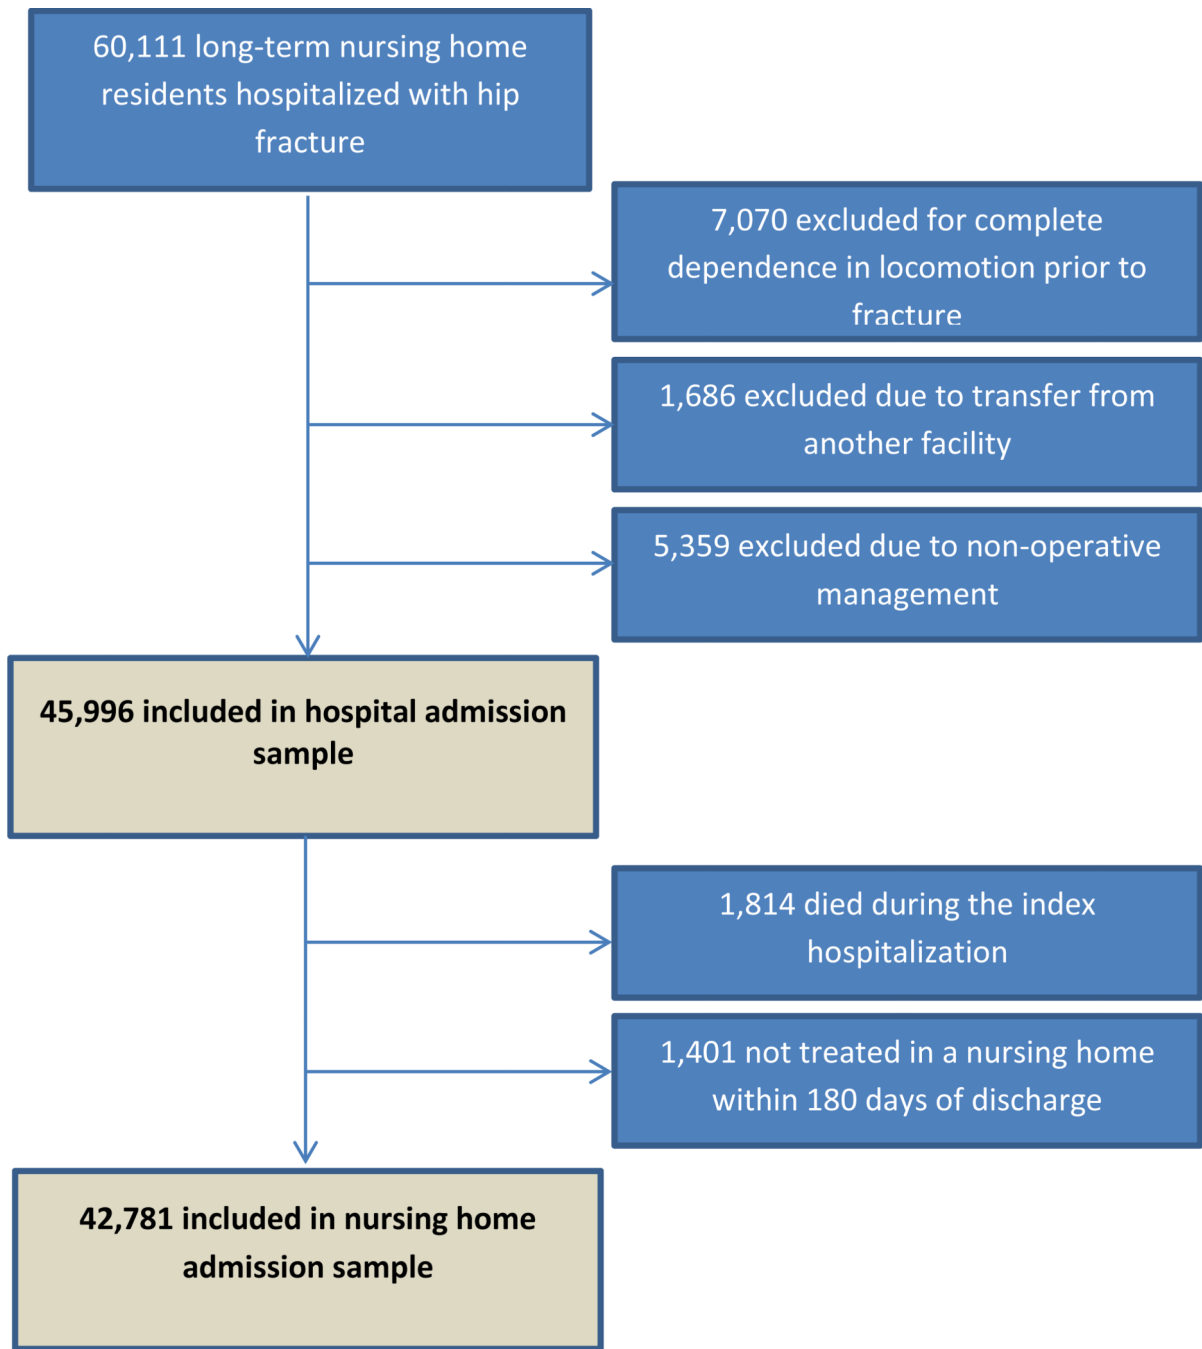 60,111 long-term nursing home
residents hospitalized with hip
fracture
7,070 excluded for complete
dependence in locomotion prior to
fracture
1,686 excluded due to transfer from
another facility
5,359 excluded due to non-operative
management
45,996 included in hospital admission
sample
1,814 died during the index
hospitalization
1,401 not treated in a nursing home
within 180 days of discharge
42,781 included in nursing home
admission sample